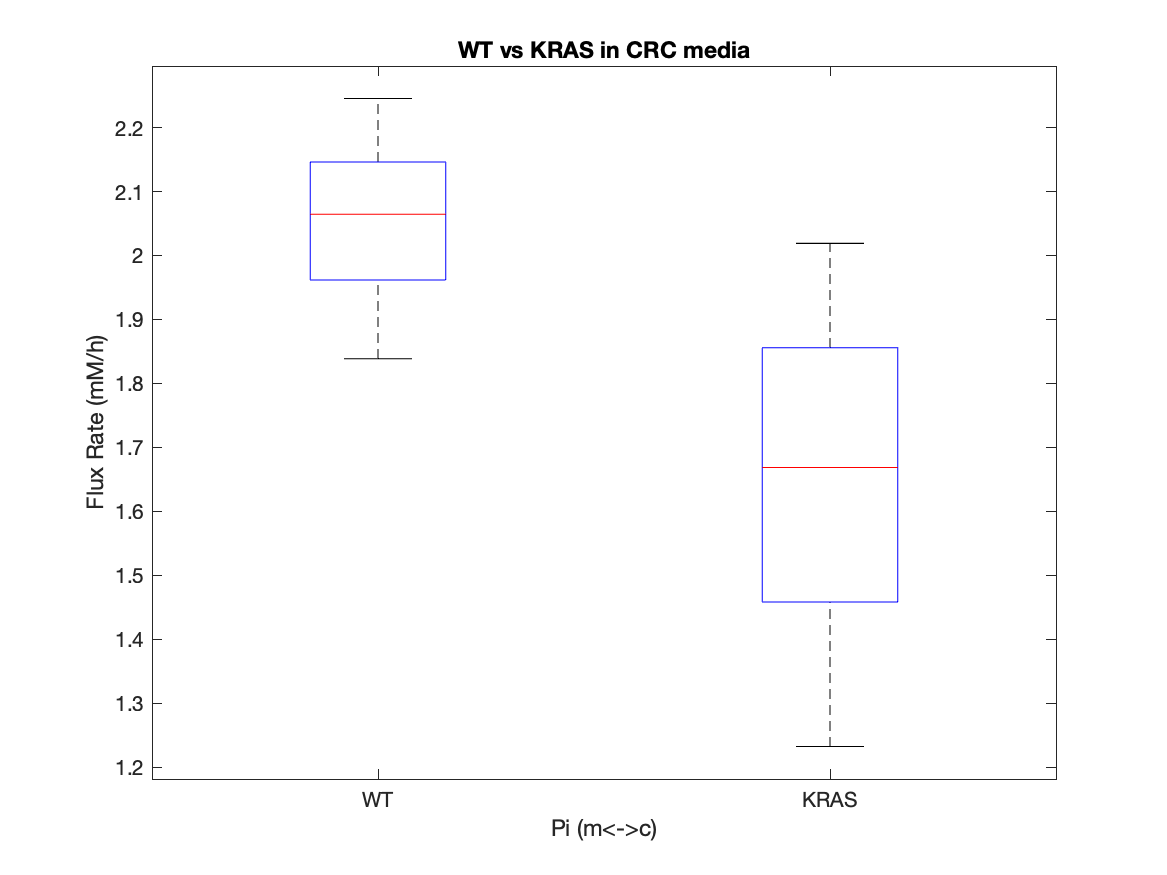 WT vs KRAS in CRC media
Flux Rate (mM/h)
2.2
2.1
2
1.9
1.8
1.7
1.6
1.5
1.4
1.3
1.2
WT
KRAS
Pi (m<->c)